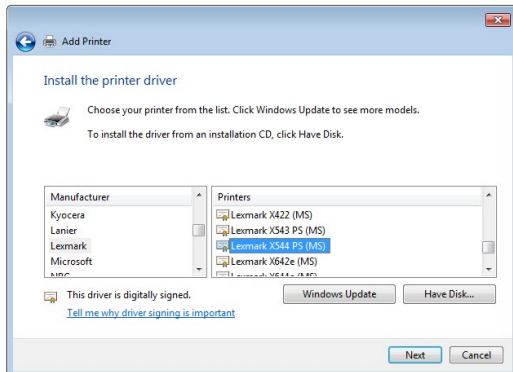 Add Printer
Install the printer driver
Choose your printer from the list. Click Windows Update to see more models.
To install the driver from an installation CD, click Have Disk.
Manufacturer
Kyocera
Lanier
Lexmark
Microsoft
Printers
Lexmark X422 (MS)
Lexmark X543 PS (MS)
Lexmark X544 PS (MS)
Lexmark X642e (MS)
This driver is digitally signed.
Tell me why driver signing is important
Windows Update
Have Disk...
Next
Cancel